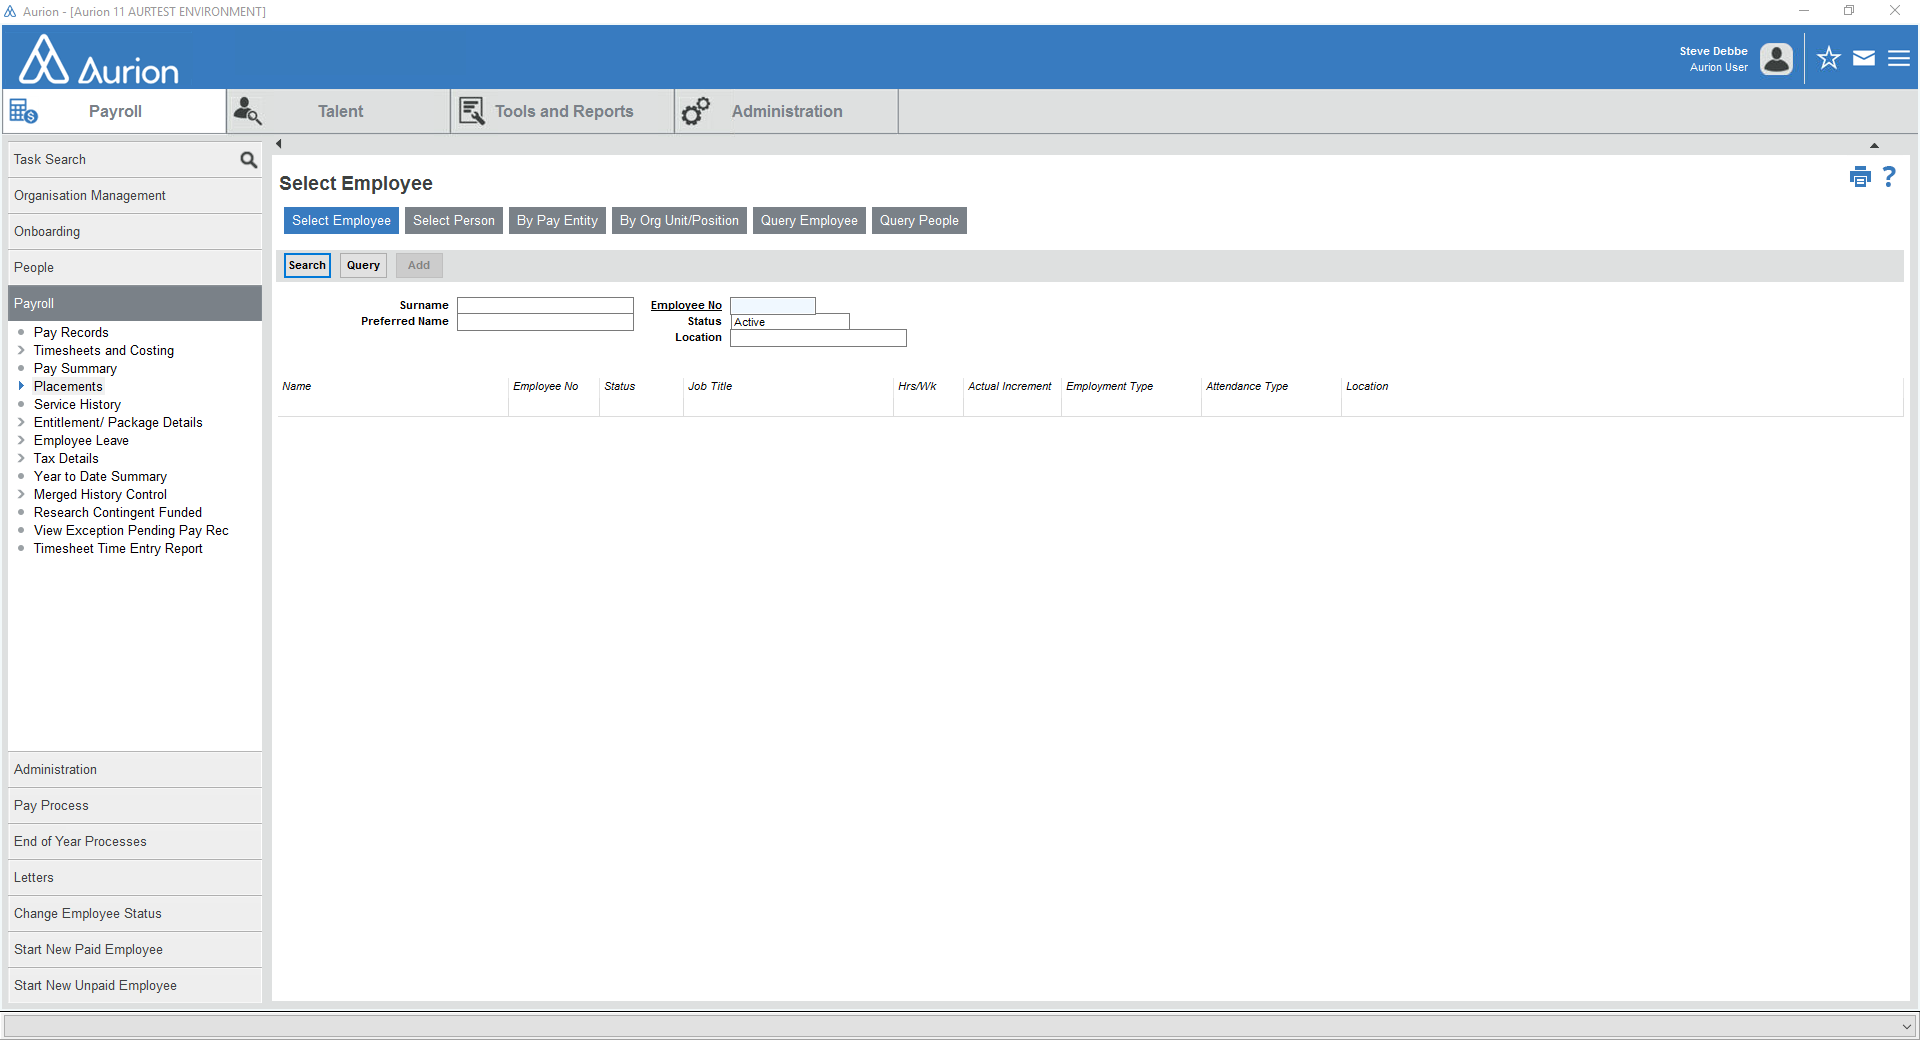 Aurion - [Aurion 11 AURTEST ENVIRONMENT]
Aurion
Steve Debbe
Aurion User
Payroll
Talent
Tools and Reports
Administration
Task Search
Organisation Management
Onboarding
People
Payroll
Pay Records
Timesheets and Costing
Pay Summary
Placements
Service History
Entitlement/ Package Details
Employee Leave
Tax Details
Year to Date Summary
Merged History Control
Research Contingent Funded
View Exception Pending Pay Rec
Timesheet Time Entry Report
Administration
Pay Process
End of Year Processes
Letters
Change Employee Status
Start New Paid Employee
Start New Unpaid Employee
Select Employee
?
Select Employee Select Person By Pay Entity By Org Unit/Position Query Employee Query People
Search Query Add
Surname Employee No
Preferred Name Status Active
Location
Name Employee No Status Job Title Hrs/Wk Actual Increment Employment Type Attendance Type Location